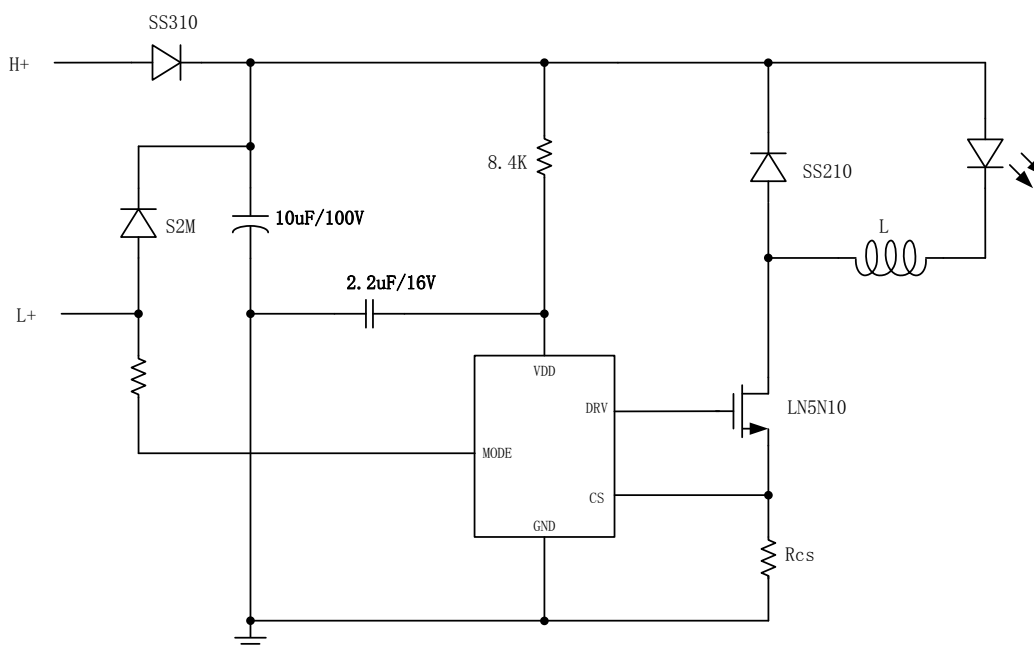 SS310
H+
8.4K
SS210
S2M
10uF/100V
L
2.2uF/16V
L+
VDD
DRV
LN5N10
MODE
CS
GND
Rcs